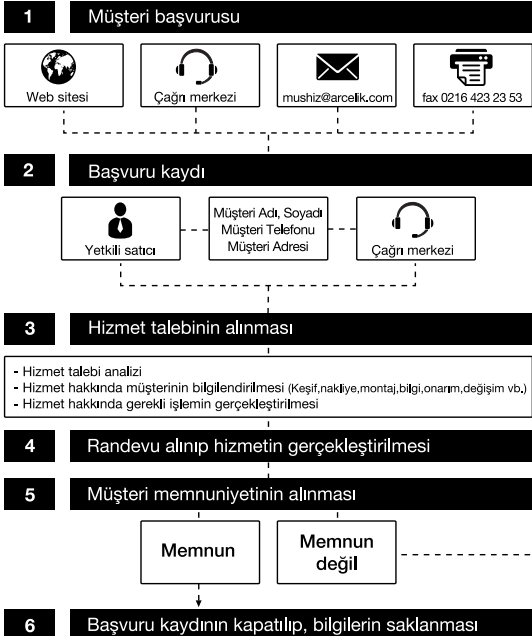 1 Müşteri başvurusu
Web sitesi
Çağrı merkezi
mushiz@arcelik.com
fax 0216 423 23 53
2 Başvuru kaydı
Yetkili satıcı
Müşteri Adı, Soyadı
Müşteri Telefonu
Müşteri Adresi
Çağrı merkezi
3 Hizmet talebinin alınması
- Hizmet talebi analizi
- Hizmet hakkında müşterinin bilgilendirilmesi (Keşif,nakliye,montaj,bilgi,onarım,değişim vb.)
- Hizmet hakkında gerekli işlemin gerçekleştirilmesi
4 Randevu alınıp hizmetin gerçekleştirilmesi
5 Müşteri memnuniyetinin alınması
Memnun
Memnun
değil
6 Başvuru kaydının kapatılıp, bilgilerin saklanması